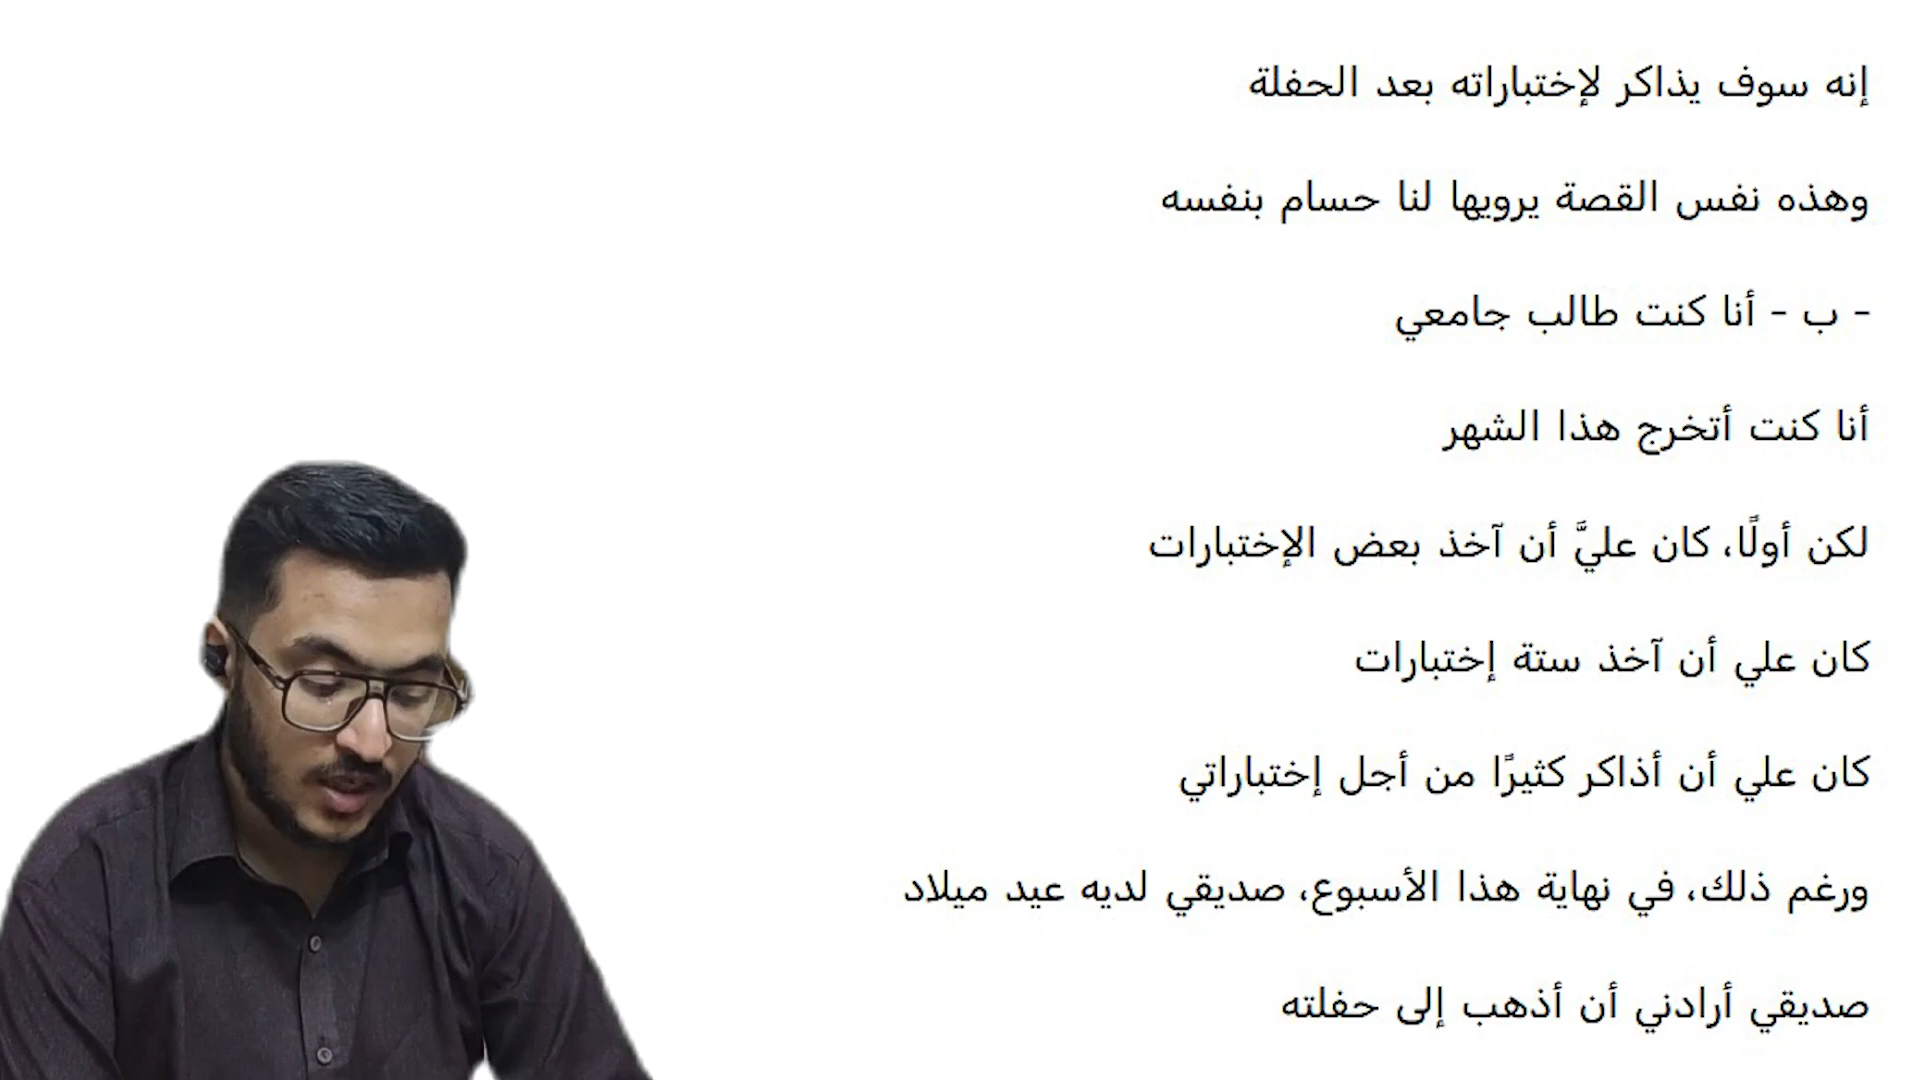 إنه سوف يذاكر لإختباراته بعد الحفلة
وهذه نفس القصة يرويها لنا حسام بنفسه
- ب - أنا كنت طالب جامعي
أنا كنت أتخرج هذا الشهر
لكن أولًا، كان عليَّ أن آخذ بعض الإختبارات
كان علي أن آخذ ستة إختبارات
كان علي أن أذاكر كثيرًا من أجل إختباراتي
ورغم ذلك، في نهاية هذا الأسبوع، صديقي لديه عيد ميلاد
صديقي أرادني أن أذهب إلى حفلته